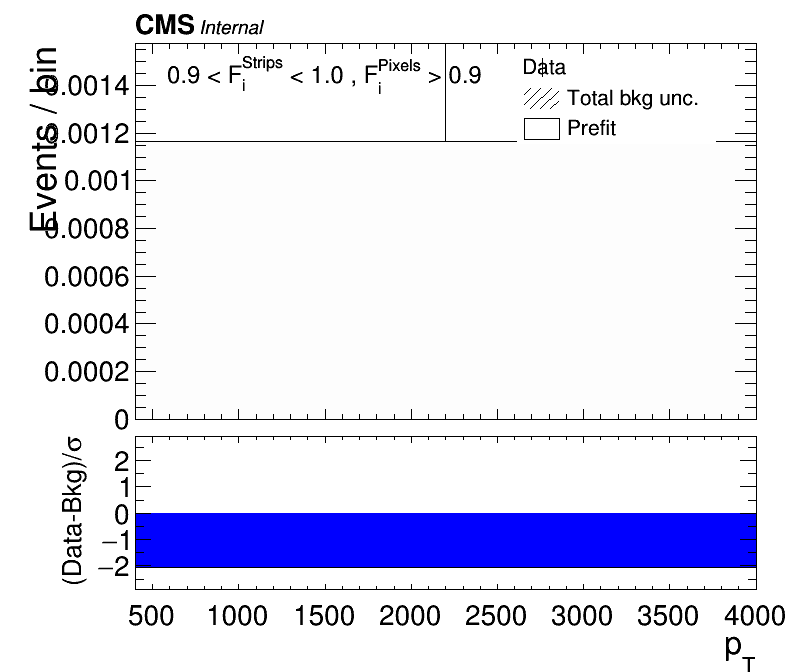 CMS Internal
0.9 < F_i^Strips < 1.0 , F_i^Pixels > 0.9
Data
Total bkg unc.
Prefit
Events / bin
0.0014
0.0012
0.001
0.0008
0.0006
0.0004
0.0002
0
(Data-Bkg)/σ
2
1
0
−1
−2
500 1000 1500 2000 2500 3000 3500 4000
p_T